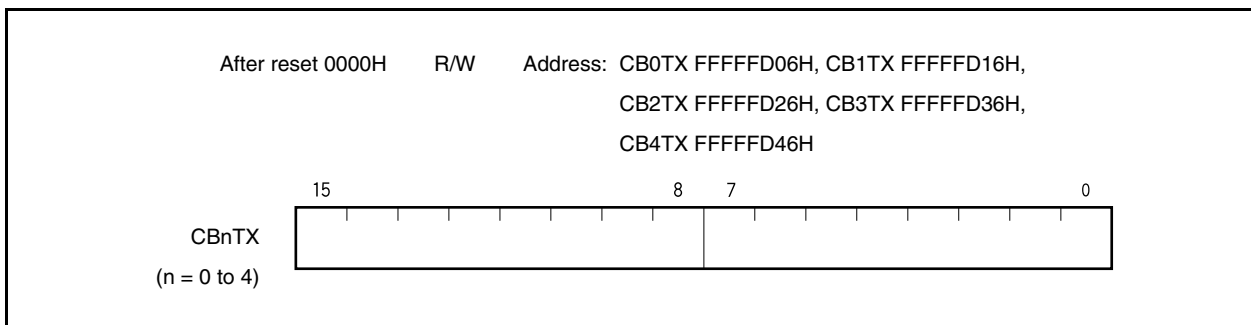 After reset 0000H R/W Address: CB0TX FFFFFD06H, CB1TX FFFFFD16H,
CB2TX FFFFFD26H, CB3TX FFFFFD36H,
CB4TX FFFFFD46H
15 8 7 0
CBnTX
(n = 0 to 4)